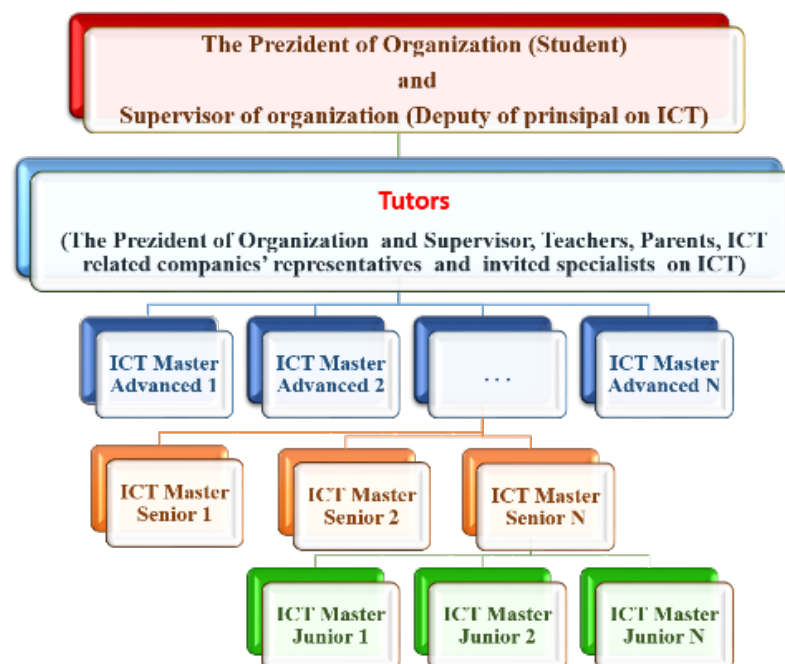 The Prezident of Organization (Student)
and
Supervisor of organization (Deputy of prinsipal on ICT)
Tutors
(The Prezident of Organization and Supervisor, Teachers, Parents, ICT
related companies' representatives and invited specialists on ICT)
ICT Master
Advanced 1
ICT Master
Advanced 2
...
ICT Master
Advanced N
ICT Master
Senior 1
ICT Master
Senior 2
ICT Master
Senior N
ICT Master
Junior 1
ICT Master
Junior 2
ICT Master
Junior N